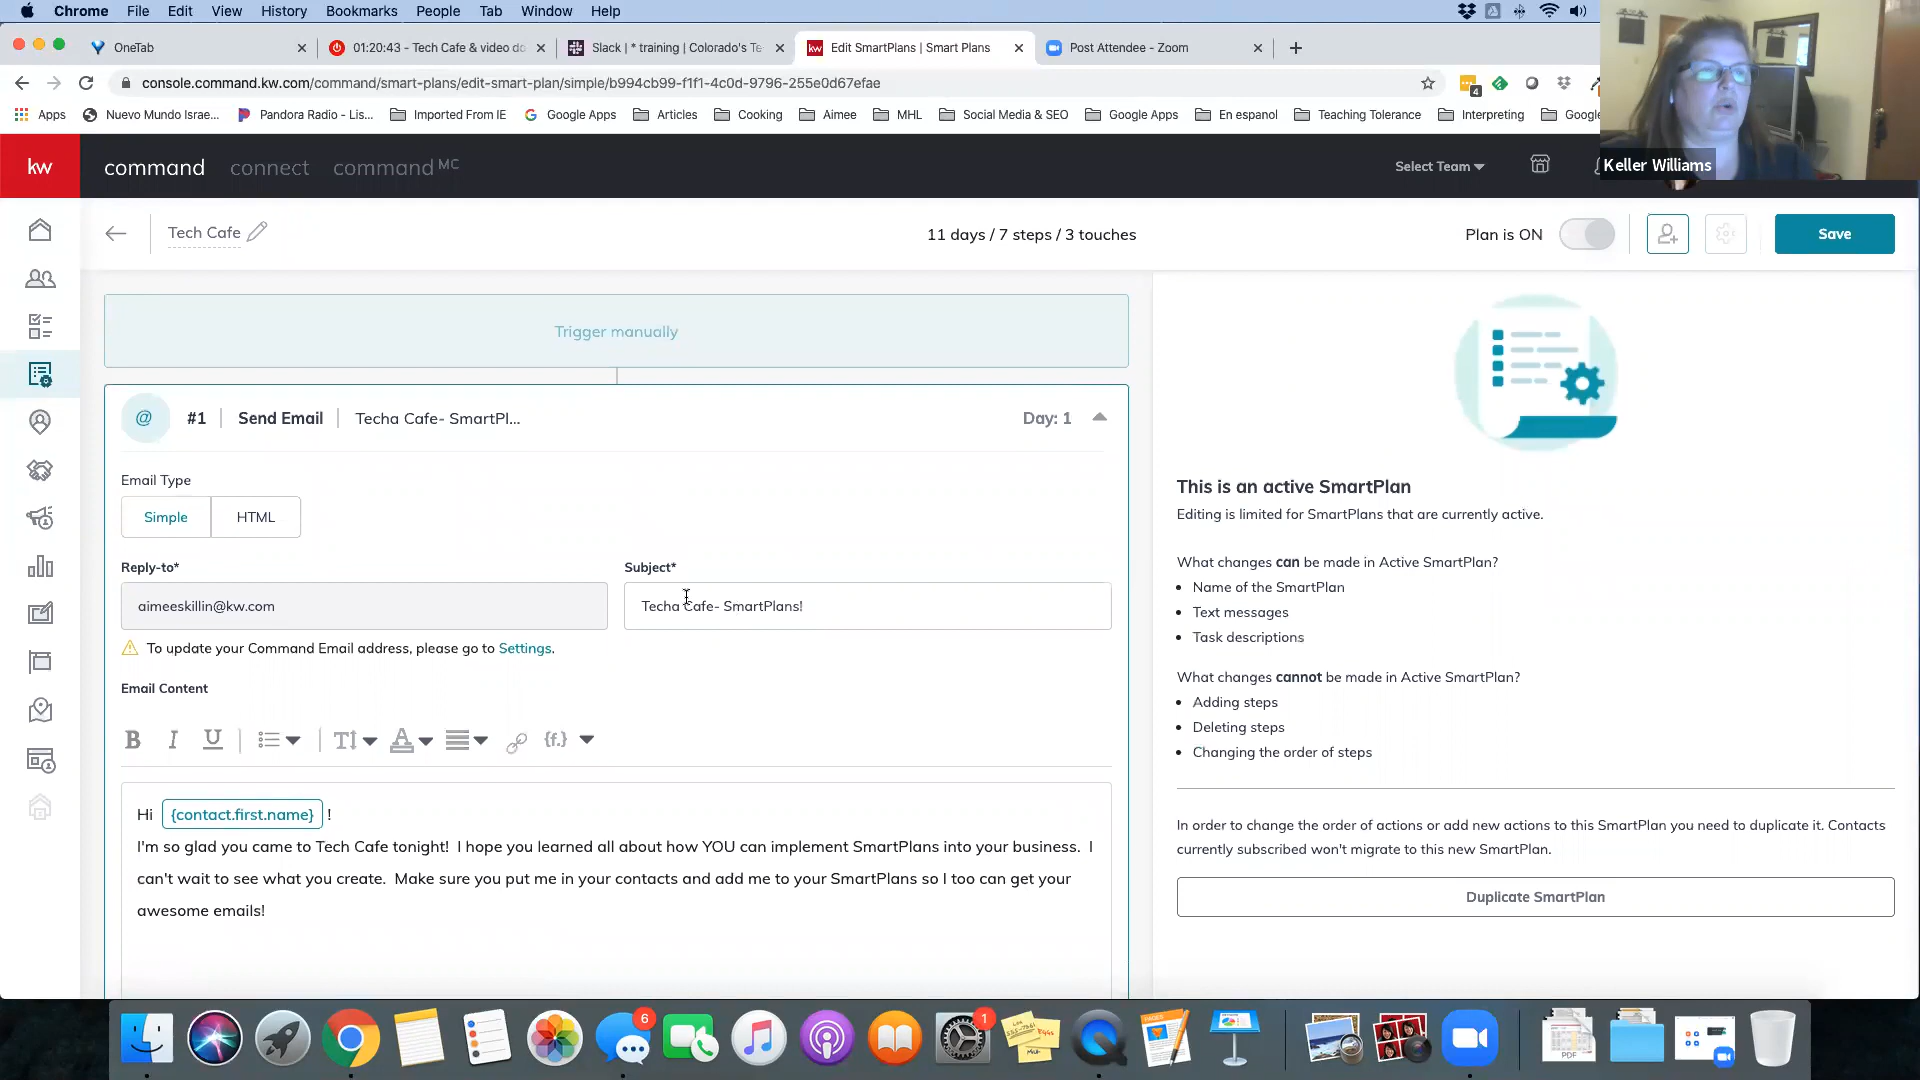 Chrome File Edit View History Bookmarks People Tab Window Help
OneTab
01:20:43 - Tech Cafe & video do
Slack | * training | Colorado's Te
Edit SmartPlans | Smart Plans
Post Attendee - Zoom
console.command.kw.com/command/smart-plans/edit-smart-plan/simple/b994cb99-f1f1-4c0d-9796-255e0d67efae
4
Apps Nuevo Mundo Israe... Pandora Radio - Lis... Imported From IE Google Apps Articles Cooking Aimee MHL Social Media & SEO Google Apps En espanol Teaching Tolerance Interpreting Google
Keller Williams
kw command connect command MC Select Team
Tech Cafe
11 days / 7 steps / 3 touches
Plan is ON
Save
Trigger manually
@ #1 Send Email Techa Cafe- SmartPl... Day: 1
Email Type
Simple HTML
Reply-to* Subject*
aimeeskillin@kw.com Techa Cafe- SmartPlans!
To update your Command Email address, please go to Settings.
Email Content
B I U {f.}
Hi {contact.first.name} !
I'm so glad you came to Tech Cafe tonight! I hope you learned all about how YOU can implement SmartPlans into your business. I
can't wait to see what you create. Make sure you put me in your contacts and add me to your SmartPlans so I too can get your
awesome emails!
This is an active SmartPlan
Editing is limited for SmartPlans that are currently active.
What changes can be made in Active SmartPlan?
• Name of the SmartPlan
• Text messages
• Task descriptions
What changes cannot be made in Active SmartPlan?
• Adding steps
• Deleting steps
• Changing the order of steps
In order to change the order of actions or add new actions to this SmartPlan you need to duplicate it. Contacts
currently subscribed won't migrate to this new SmartPlan.
Duplicate SmartPlan
6
1
PAGES
PDF